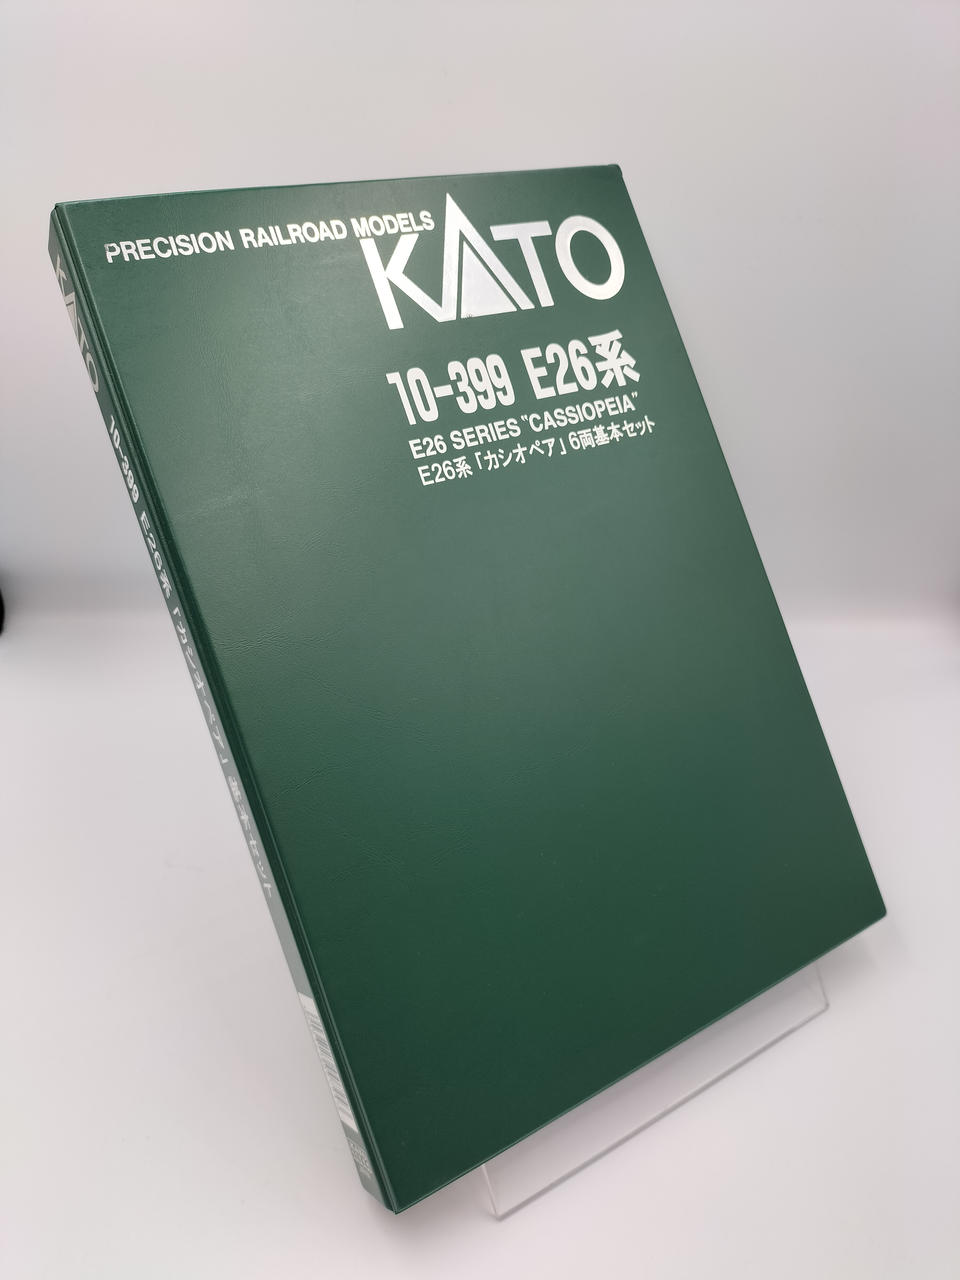 PRECISION RAILROAD MODELS
KATO
10-399 E26系
E26 SERIES "CASSIOPEIA"
E26系「カシオペア」6両基本セット
KATO 10-399 E26系「カシオペア」基本セット